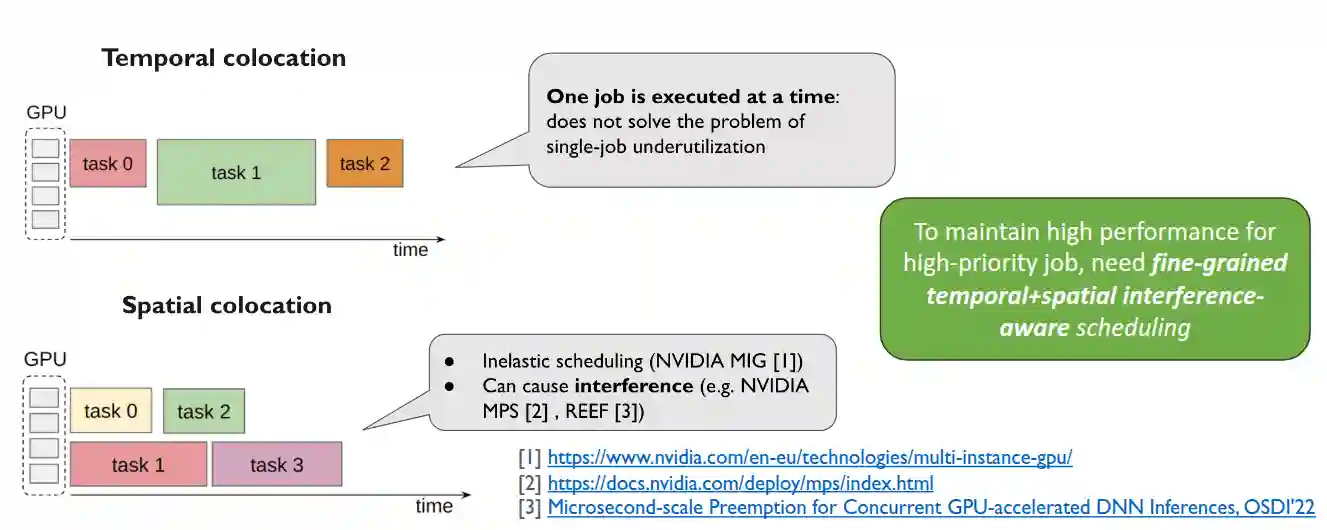 Temporal colocation
GPU
task 0
task 1
task 2
time
One job is executed at a time:
does not solve the problem of
single-job underutilization
To maintain high performance for
high-priority job, need fine-grained
temporal+spatial interference-
aware scheduling
Spatial colocation
GPU
task 0
task 2
task 1
task 3
time
● Inelastic scheduling (NVIDIA MIG [1])
● Can cause interference (e.g. NVIDIA
MPS [2] , REEF [3])
[1] https://www.nvidia.com/en-eu/technologies/multi-instance-gpu/
[2] https://docs.nvidia.com/deploy/mps/index.html
[3] Microsecond-scale Preemption for Concurrent GPU-accelerated DNN Inferences, OSDI'22